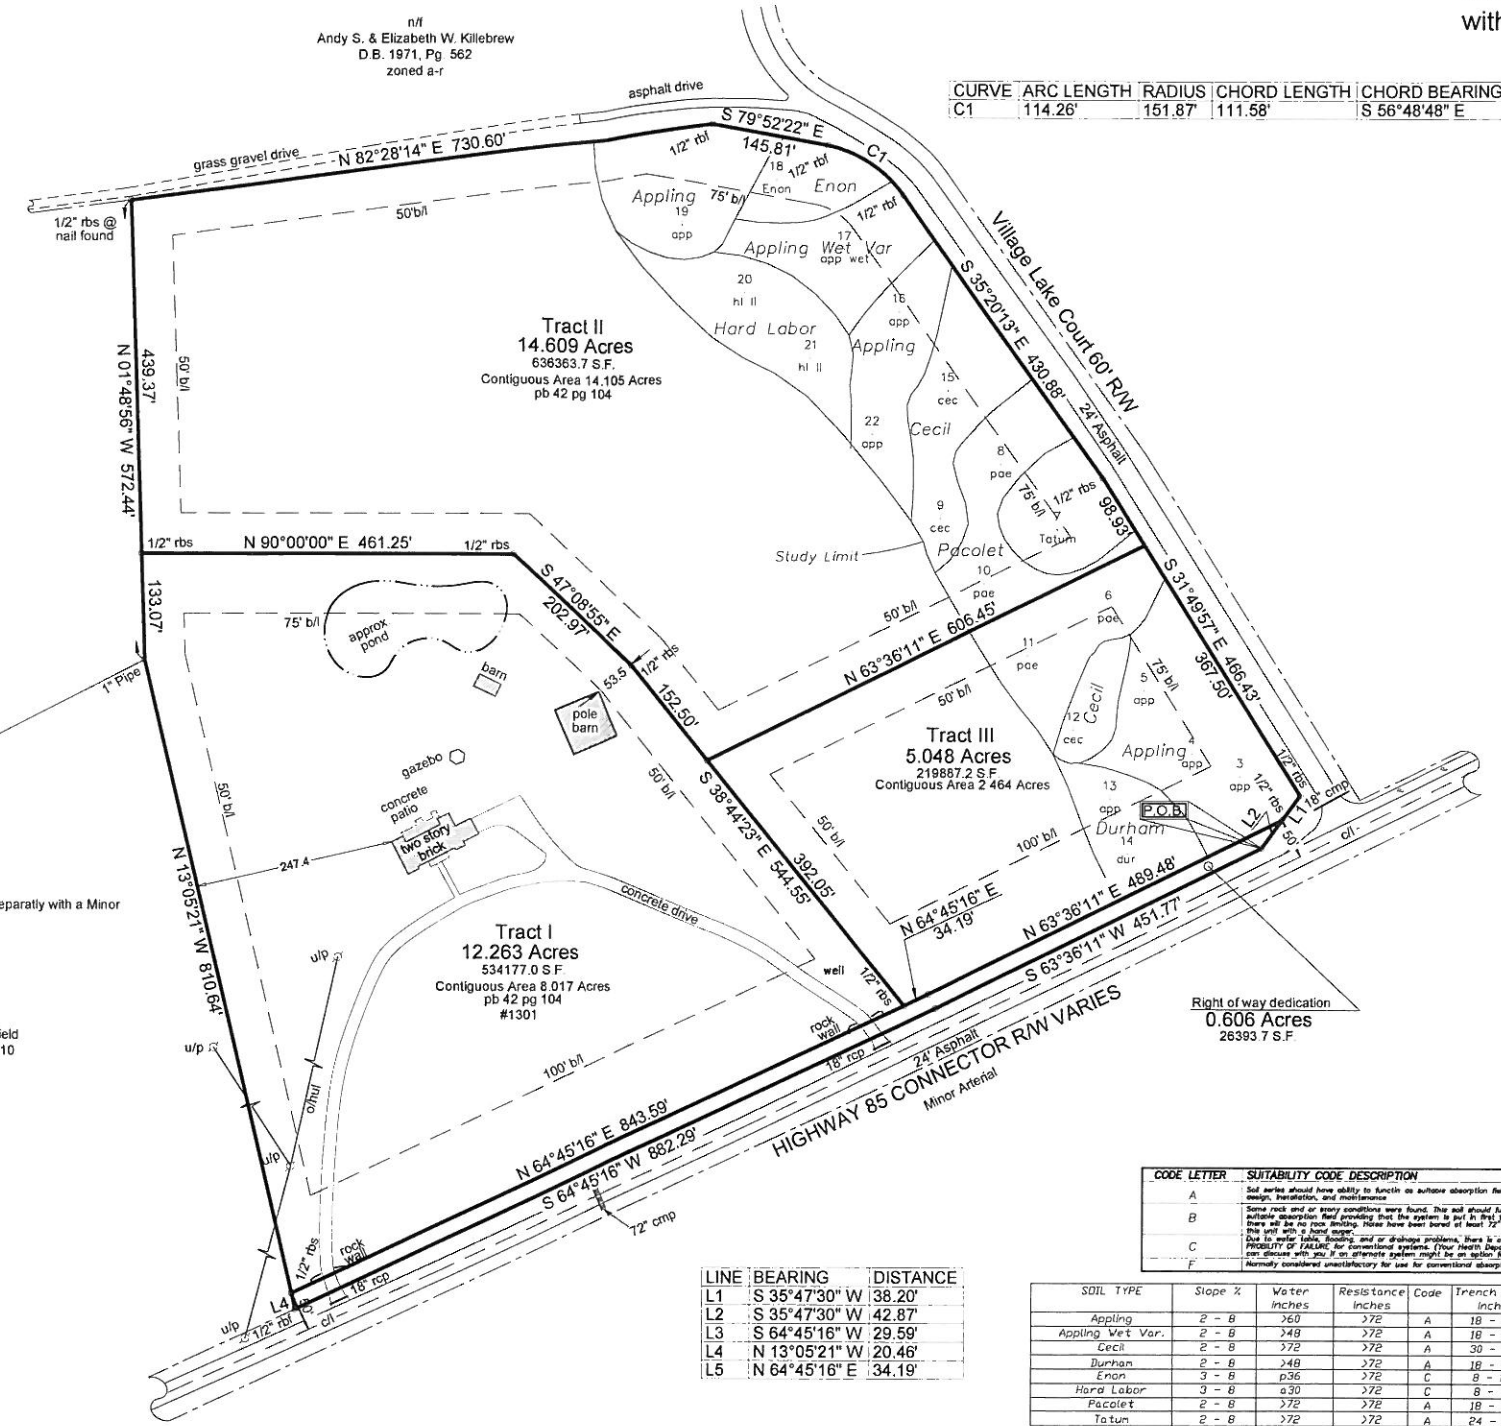 n/f
Andy S. & Elizabeth W. Killebrew
D.B. 1971, Pg. 562
zoned a-r
with
CURVE ARC LENGTH RADIUS CHORD LENGTH CHORD BEARING
C1 114.26' 151.87' 111.58' S 56°48'48" E
asphalt drive
grass gravel drive
N 82°28'14" E 730.60'
S 79°52'22" E
145.81'
C1
1/2" rbf
1/2" rbf
1/2" rbf
1/2" rbs @
nail found
50'b/l
75' b/l
Appling
19
app
18
Enon
Enon
17
Appling Wet Var
app wet
20
hl II
Hard Labor
21
hl II
16
app
Appling
15
cec
Cecil
22
app
8
pae
9
cec
Pacolet
10
pae
Tatum
75' b/l
1/2" rbs
Study Limit
Village Lake Court 60' R/W
24' Asphalt
S 35°20'13" E 430.88'
98.93'
S 31°49'57" E 466.43'
367.50'
Tract II
14.609 Acres
636363.7 S.F.
Contiguous Area 14.105 Acres
pb 42 pg 104
50' b/l
439.37'
N 01°48'56" W 572.44'
133.07'
1/2" rbs
N 90°00'00" E 461.25'
1/2" rbs
S 47°08'55" E
202.97'
1/2" rbs
50' b/l
N 63°36'11" E 606.45'
75' b/l
approx
pond
barn
pole
barn
53.5
152.50'
1" Pipe
gazebo
concrete
patio
two story
brick
247.4
50' b/l
50' b/l
concrete drive
N 13°05'21" W 810.64'
S 38°44'23" E 544.55'
392.05'
6
pae
11
pae
50' b/l
Cecil
12
cec
5
app
75' b/l
4
app
Appling
3
app
13
app
P.O.B.
Durham
14
dur
100' b/l
50' b/l
Tract III
5.048 Acres
219887.2 S.F.
Contiguous Area 2.464 Acres
1/2" rbs
1/2" rbs
L2
L1
18" cmp
50'
c/l
N 64°45'16" E
34.19'
N 63°36'11" E 489.48'
S 63°36'11" W 451.77'
Right of way dedication
0.606 Acres
26393.7 S.F.
eparatly with a Minor
eld
10
Tract I
12.263 Acres
534177.0 S.F.
Contiguous Area 8.017 Acres
pb 42 pg 104
#1301
u/p
u/p
u/p
u/p
o/hul
well
1/2" rbs
rock
wall
18" rcp
24' Asphalt
HIGHWAY 85 CONNECTOR R/W VARIES
Minor Arterial
100' b/l
N 64°45'16" E 843.59'
S 64°45'16" W 882.29'
72" cmp
1/2" rbs
rock
wall
18" rcp
L4
50'
1/2" rbf
c/l
LINE BEARING DISTANCE
L1 S 35°47'30" W 38.20'
L2 S 35°47'30" W 42.87'
L3 S 64°45'16" W 29.59'
L4 N 13°05'21" W 20.46'
L5 N 64°45'16" E 34.19'
CODE LETTER SUITABILITY CODE DESCRIPTION
A
B
C
F
SOIL TYPE Slope % Water inches Resistance inches Code Trench inch
Appling 2 - 8 >60 >72 A 18 -
Appling Wet Var. 2 - 8 >48 >72 A 18 -
Cecil 2 - 8 >72 >72 A 30 -
Durham 2 - 8 >48 >72 A 18 -
Enon 3 - 8 p36 >72 C 8 -
Hard Labor 3 - 8 a30 >72 C 8 -
Pacolet 2 - 8 >72 >72 A 18 -
Tatum 2 - 8 >72 >72 A 24 -